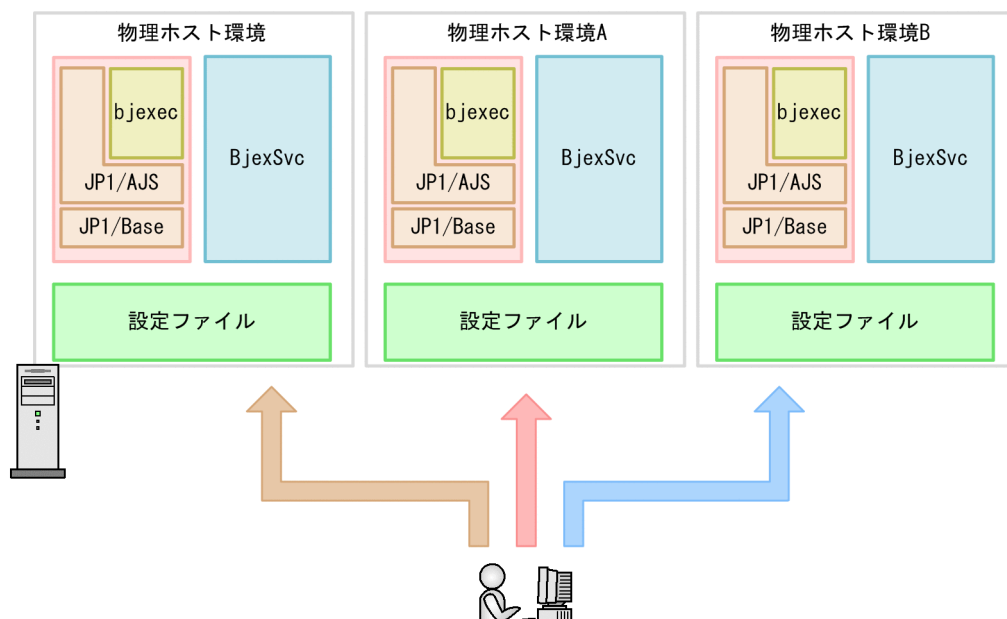 物理ホスト環境
bjexec
JP1/AJS
JP1/Base
BjexSvc
設定ファイル
物理ホスト環境A
bjexec
JP1/AJS
JP1/Base
BjexSvc
設定ファイル
物理ホスト環境B
bjexec
JP1/AJS
JP1/Base
BjexSvc
設定ファイル